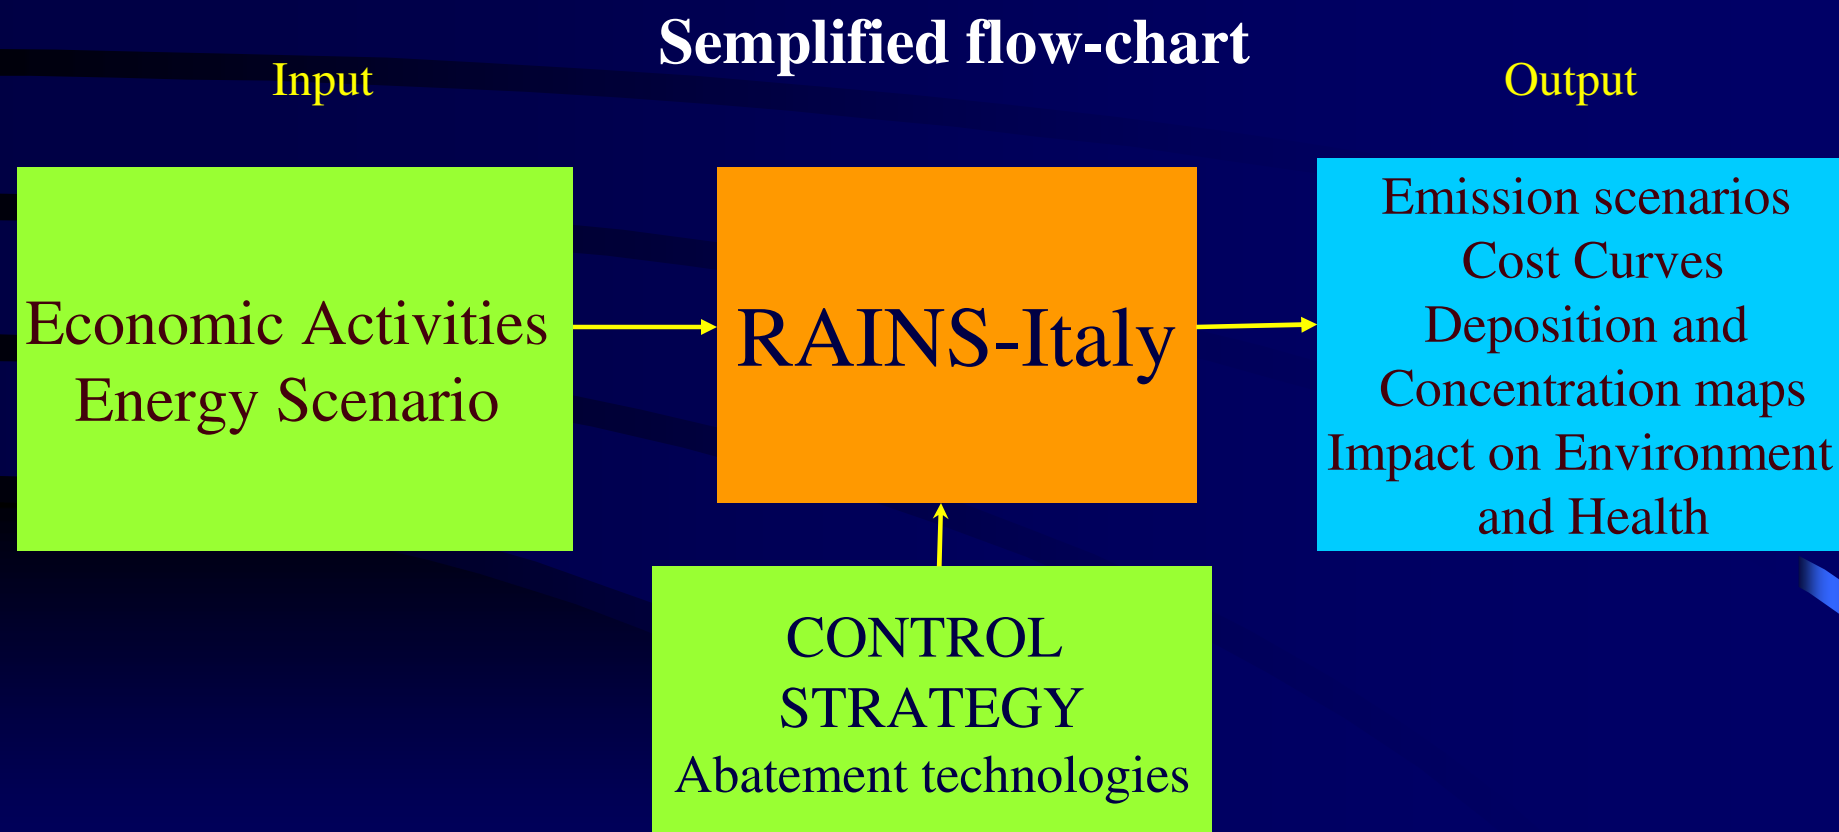 Semplified flow-chart
Input
Output
Economic Activities
Energy Scenario
RAINS-Italy
Emission scenarios
Cost Curves
Deposition and
Concentration maps
Impact on Environment
and Health
CONTROL
STRATEGY
Abatement technologies